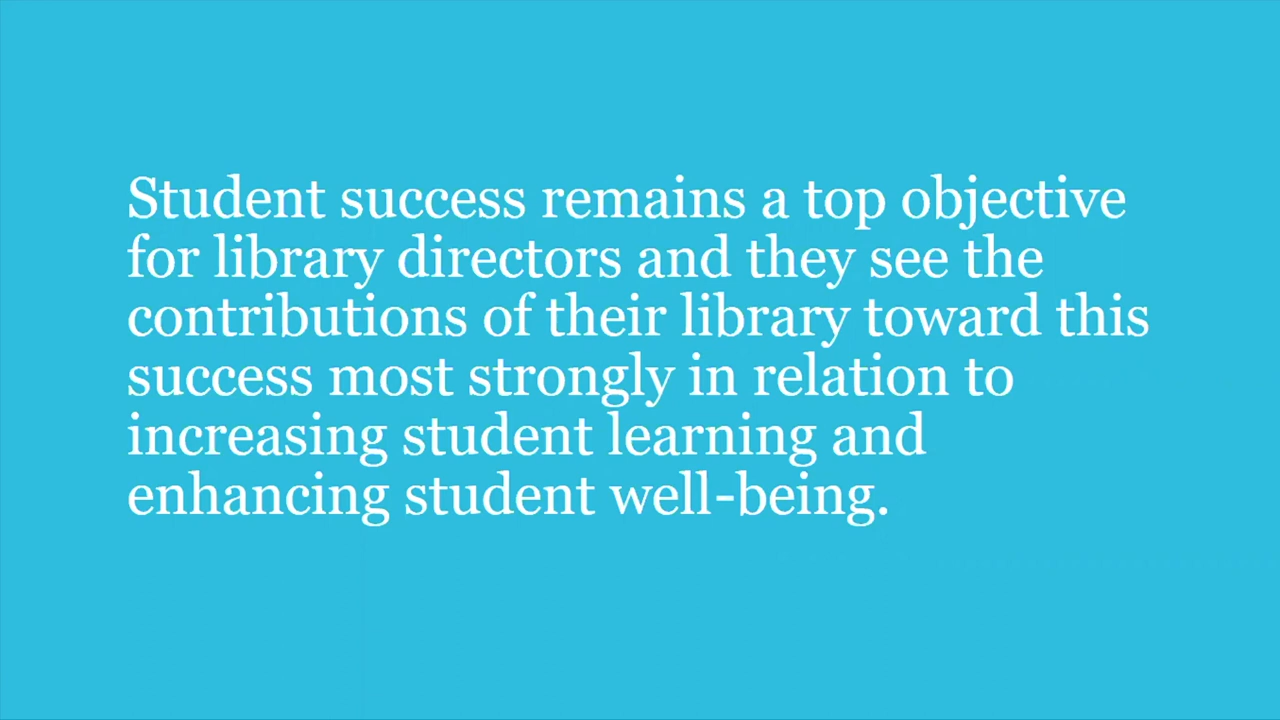 Student success remains a top objective
for library directors and they see the
contributions of their library toward this
success most strongly in relation to
increasing student learning and
enhancing student well-being.